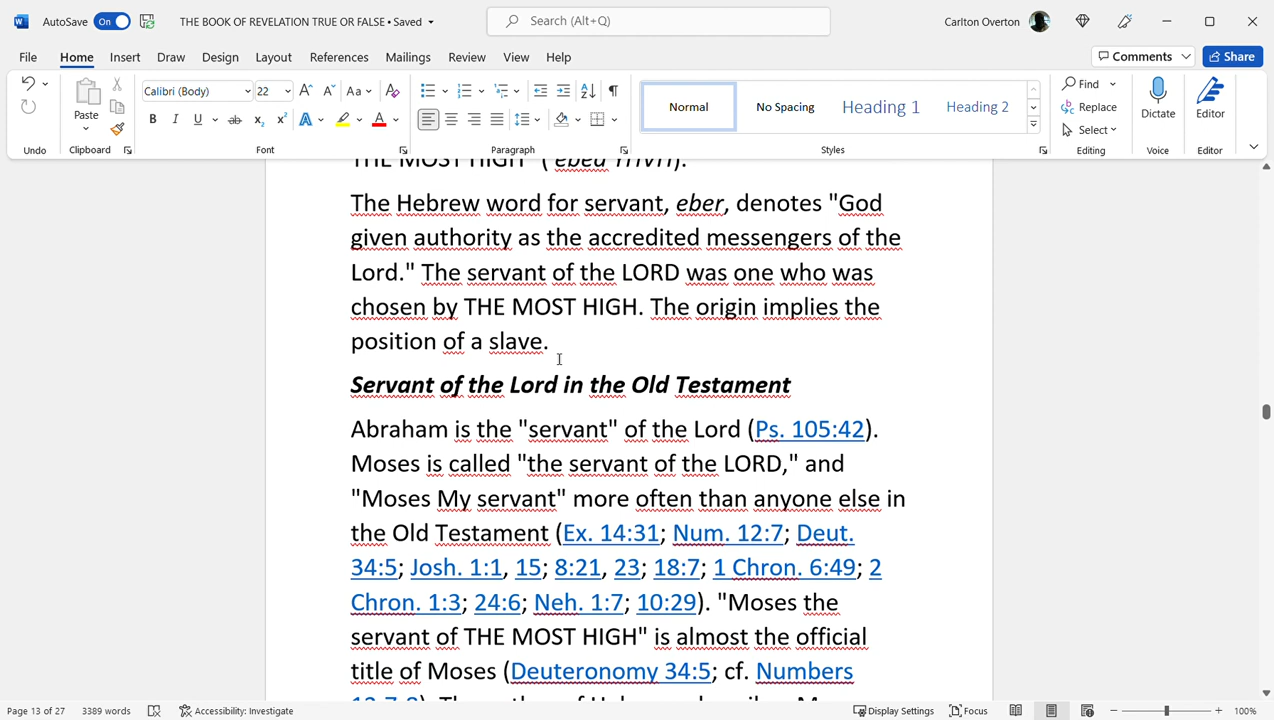 AutoSave On THE BOOK OF REVELATION TRUE OR FALSE • Saved Search (Alt+Q) Carlton Overton
File Home Insert Draw Design Layout References Mailings Review View Help Comments Share
Calibri (Body) 22 Aa Normal No Spacing Heading 1 Heading 2 Find
Paste Replace Dictate Editor
B I U ab x₂ x² A A Select
Undo Clipboard Font Paragraph Styles Editing Voice Editor
THE MOST HIGH"
The Hebrew word for servant, eber, denotes "God
given authority as the accredited messengers of the
Lord." The servant of the LORD was one who was
chosen by THE MOST HIGH. The origin implies the
position of a slave.
Servant of the Lord in the Old Testament
Abraham is the "servant" of the Lord (Ps. 105:42).
Moses is called "the servant of the LORD," and
"Moses My servant" more often than anyone else in
the Old Testament (Ex. 14:31; Num. 12:7; Deut.
34:5; Josh. 1:1, 15; 8:21, 23; 18:7; 1 Chron. 6:49; 2
Chron. 1:3; 24:6; Neh. 1:7; 10:29). "Moses the
servant of THE MOST HIGH" is almost the official
title of Moses (Deuteronomy 34:5; cf. Numbers
Page 13 of 27 3389 words Accessibility: Investigate Display Settings Focus 100%